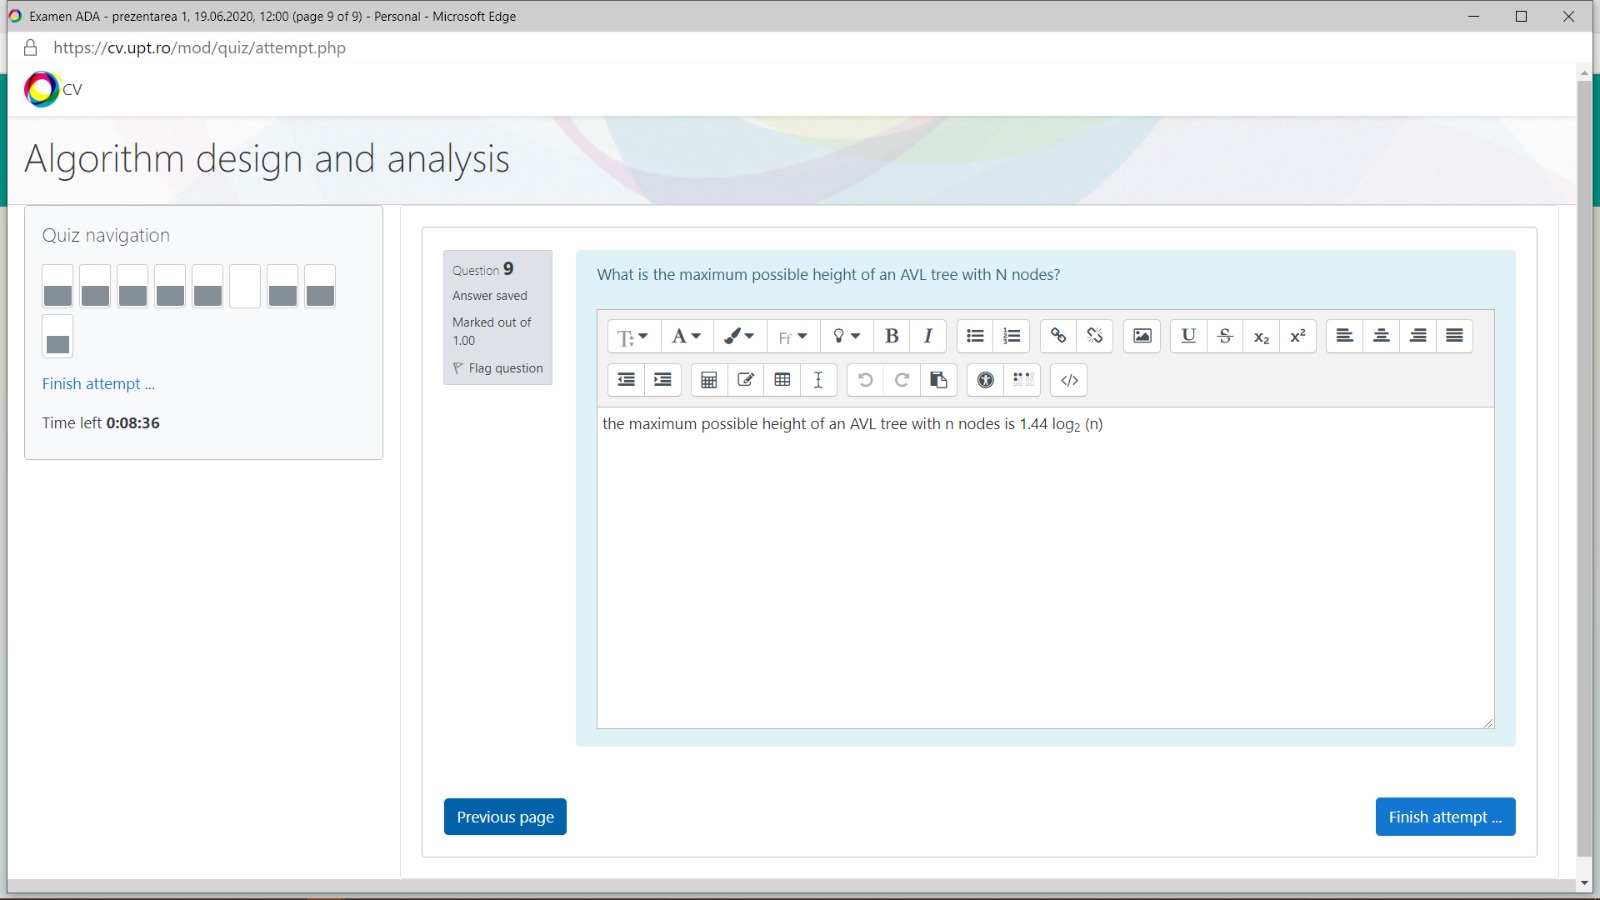 Examen ADA - prezentarea 1, 19.06.2020, 12:00 (page 9 of 9) - Personal - Microsoft Edge
https://cv.upt.ro/mod/quiz/attempt.php
CV
Algorithm design and analysis
Quiz navigation
Finish attempt ...
Time left 0:08:36
Question 9
Answer saved
Marked out of
1.00
Flag question
What is the maximum possible height of an AVL tree with N nodes?
the maximum possible height of an AVL tree with n nodes is 1.44 log₂ (n)
Previous page
Finish attempt ...